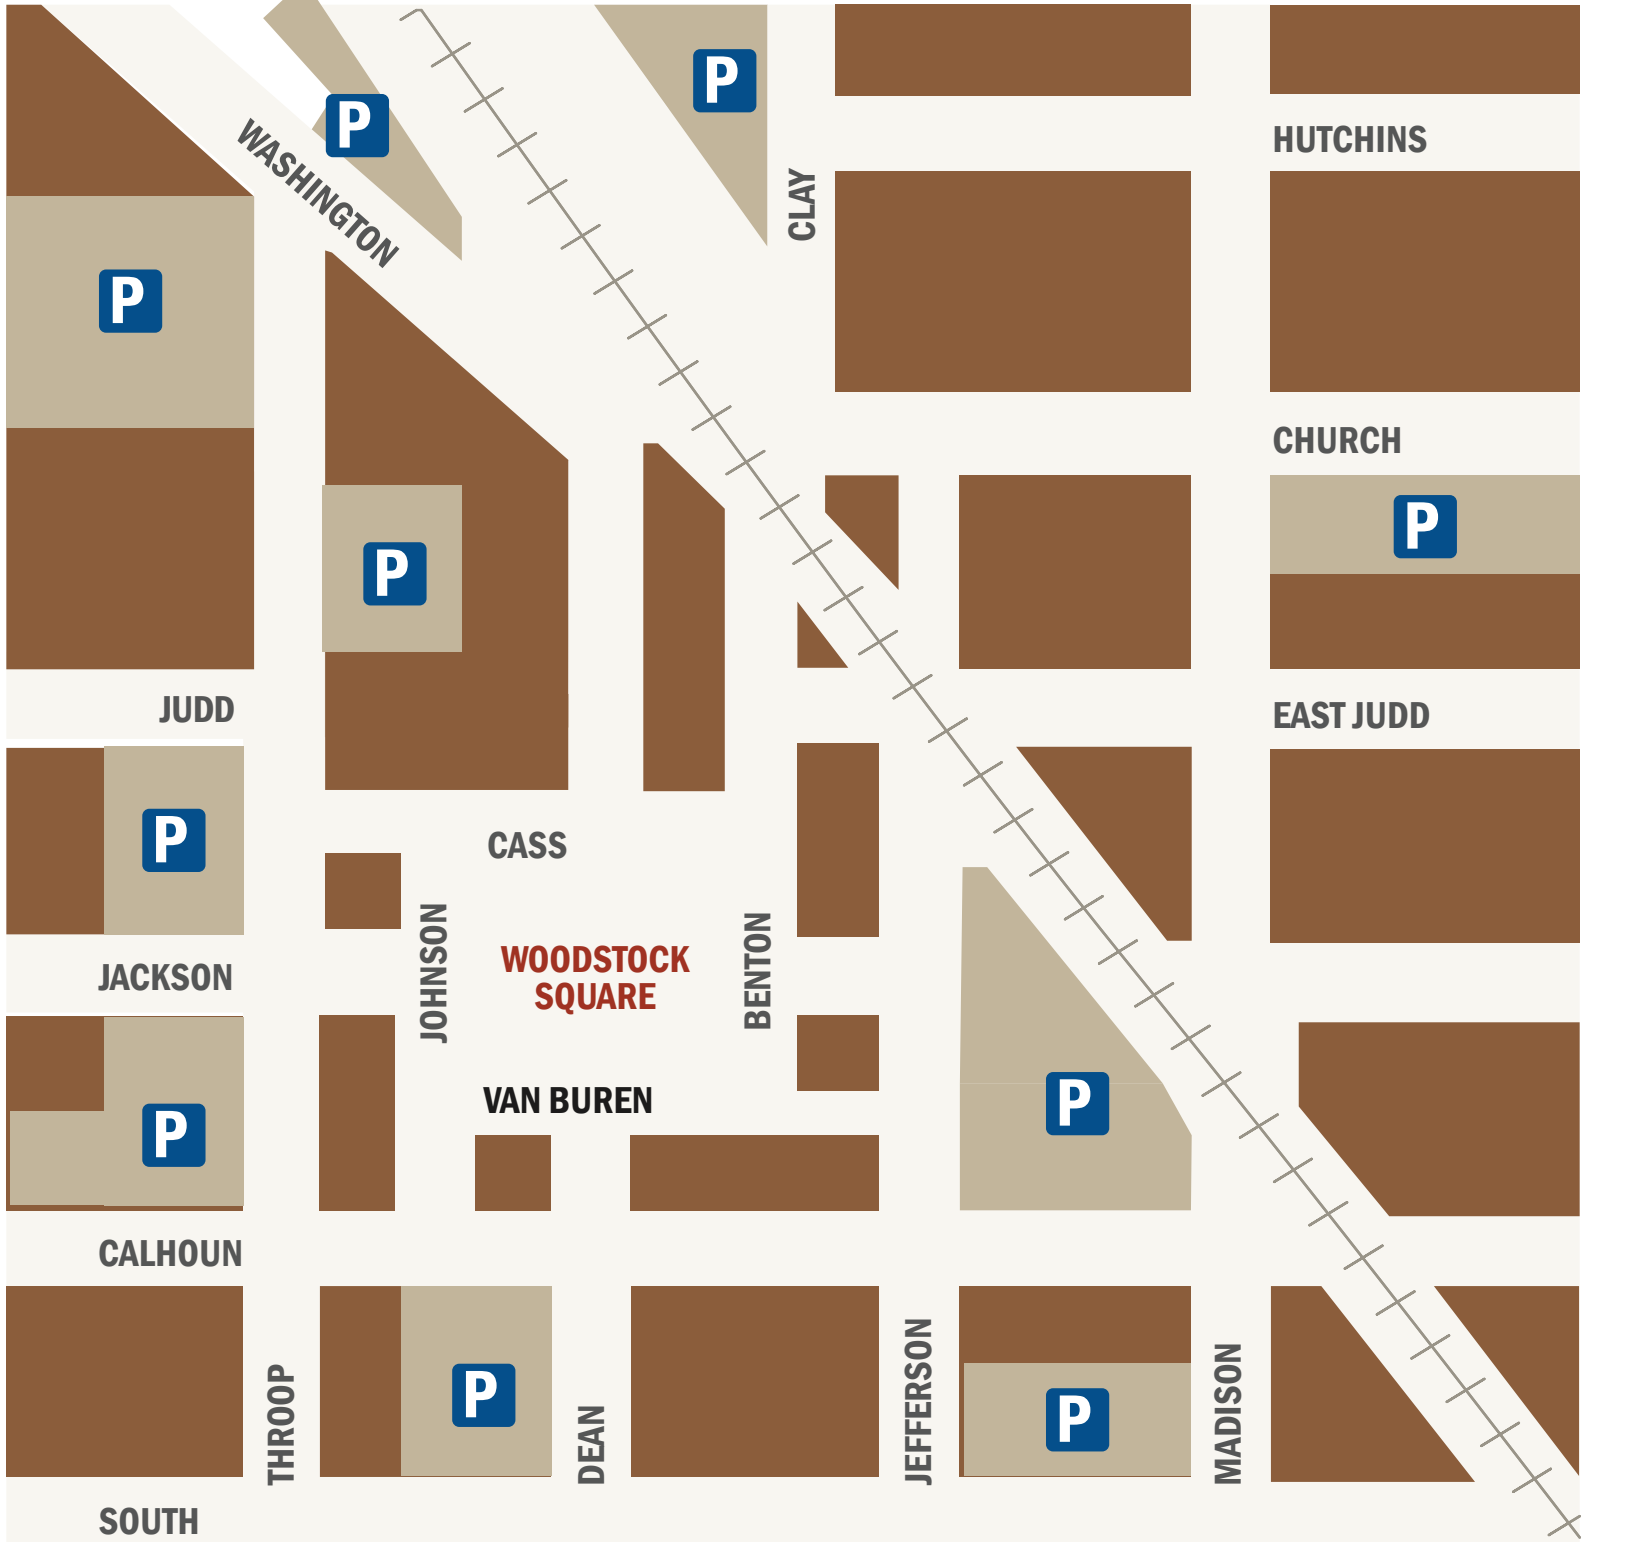 P
P
HUTCHINS
WASHINGTON
CLAY
P
CHURCH
P
P
JUDD
EAST JUDD
P
CASS
JOHNSON
WOODSTOCK
SQUARE
BENTON
JACKSON
VAN BUREN
P
P
CALHOUN
THROOP
P
DEAN
JEFFERSON
P
MADISON
SOUTH